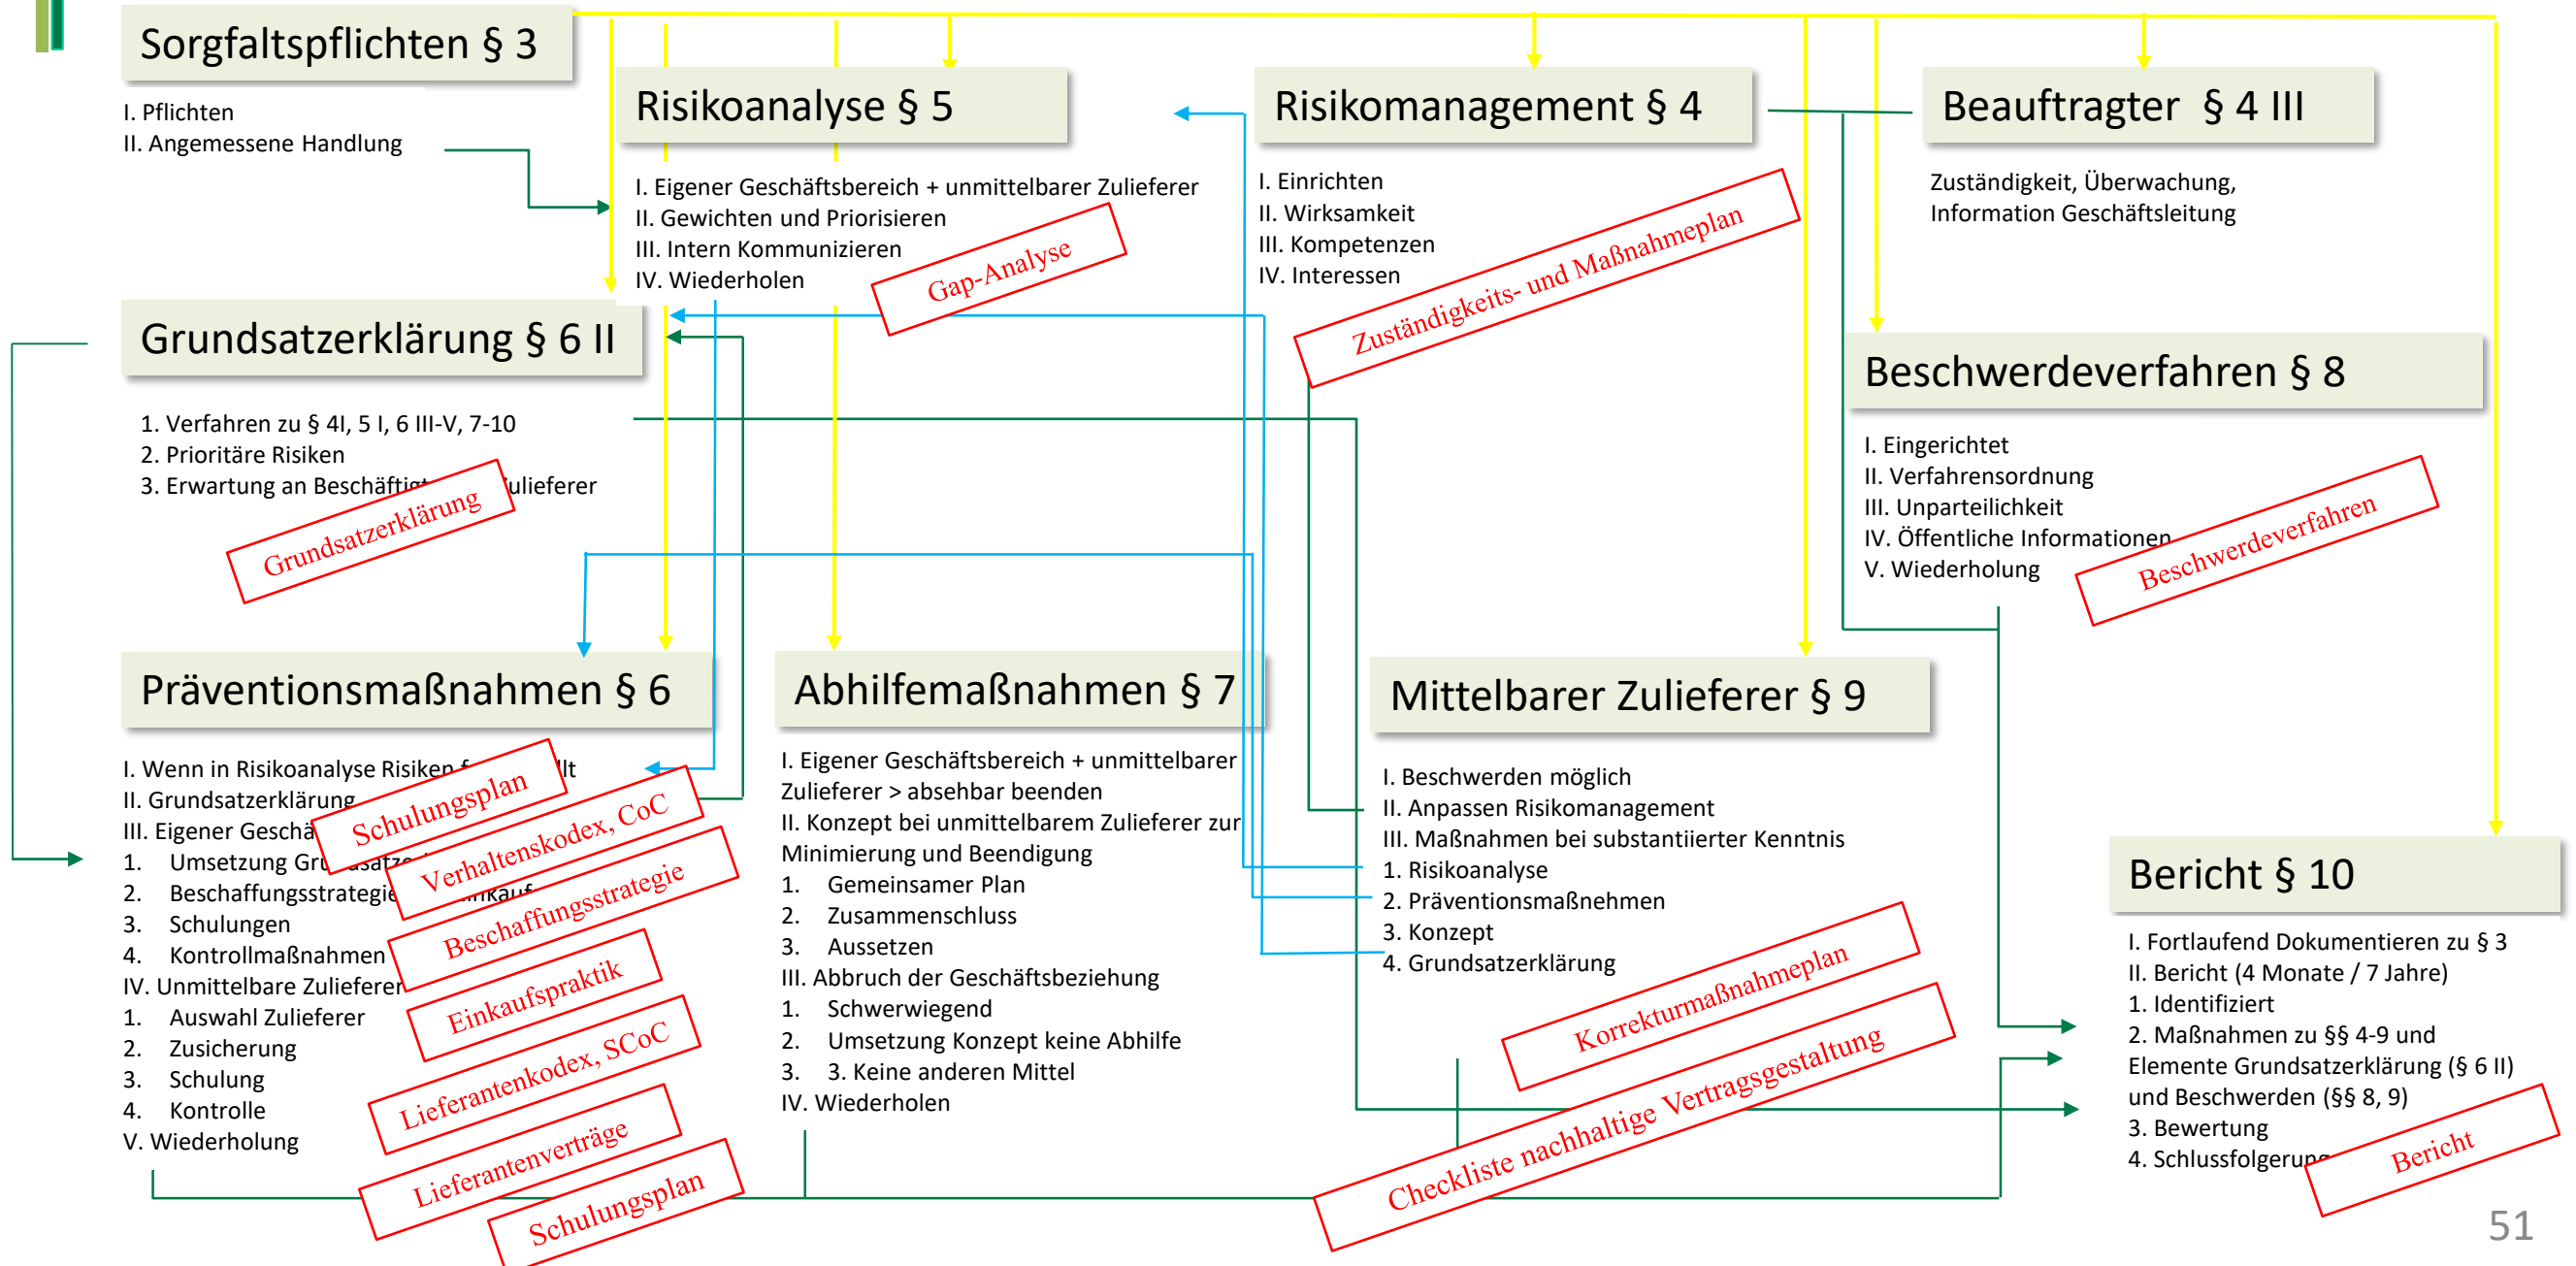 Sorgfaltspflichten § 3
I. Pflichten
II. Angemessene Handlung
Risikoanalyse § 5
I. Eigener Geschäftsbereich + unmittelbarer Zulieferer
II. Gewichten und Priorisieren
III. Intern Kommunizieren
IV. Wiederholen
Gap-Analyse
Risikomanagement § 4
I. Einrichten
II. Wirksamkeit
III. Kompetenzen
IV. Interessen
Zuständigkeits- und Maßnahmeplan
Beauftragter § 4 III
Zuständigkeit, Überwachung,
Information Geschäftsleitung
Grundsatzerklärung § 6 II
1. Verfahren zu § 4I, 5 I, 6 III-V, 7-10
2. Prioritäre Risiken
3. Erwartung an Beschäftigt ulieferer
Grundsatzerklärung
Beschwerdeverfahren § 8
I. Eingerichtet
II. Verfahrensordnung
III. Unparteilichkeit
IV. Öffentliche Informationen
V. Wiederholung
Beschwerdeverfahren
Präventionsmaßnahmen § 6
I. Wenn in Risikoanalyse Risiken llt
II. Grundsatzerklärung
III. Eigener Geschä
1. Umsetzung
2. Beschaffungsstrategie
3. Schulungen
4. Kontrollmaßnahmen
IV. Unmittelbare Zulieferer
1. Auswahl Zulieferer
2. Zusicherung
3. Schulung
4. Kontrolle
V. Wiederholung
Schulungsplan
Verhaltenskodex, CoC
Beschaffungsstrategie
Einkaufspraktik
Lieferantenkodex, SCoC
Lieferantenverträge
Schulungsplan
Abhilfemaßnahmen § 7
I. Eigener Geschäftsbereich + unmittelbarer
Zulieferer > absehbar beenden
II. Konzept bei unmittelbarem Zulieferer zur
Minimierung und Beendigung
1. Gemeinsamer Plan
2. Zusammenschluss
3. Aussetzen
III. Abbruch der Geschäftsbeziehung
1. Schwerwiegend
2. Umsetzung Konzept keine Abhilfe
3. 3. Keine anderen Mittel
IV. Wiederholen
Mittelbarer Zulieferer § 9
I. Beschwerden möglich
II. Anpassen Risikomanagement
III. Maßnahmen bei substantiierter Kenntnis
1. Risikoanalyse
2. Präventionsmaßnehmen
3. Konzept
4. Grundsatzerklärung
Korrekturmaßnahmeplan
Checkliste nachhaltige Vertragsgestaltung
Bericht § 10
I. Fortlaufend Dokumentieren zu § 3
II. Bericht (4 Monate / 7 Jahre)
1. Identifiziert
2. Maßnahmen zu §§ 4-9 und
Elemente Grundsatzerklärung (§ 6 II)
und Beschwerden (§§ 8, 9)
3. Bewertung
4. Schlussfolgerung
Bericht
51